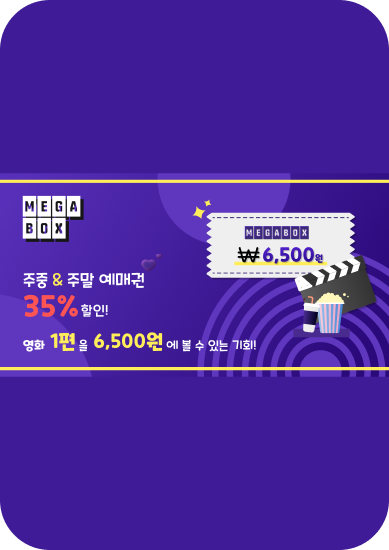 MEGA
BOX
MEGABOX
₩6,500원
주중 & 주말 예매권
35% 할인!
영화 1편을 6,500원에 볼 수 있는 기회!